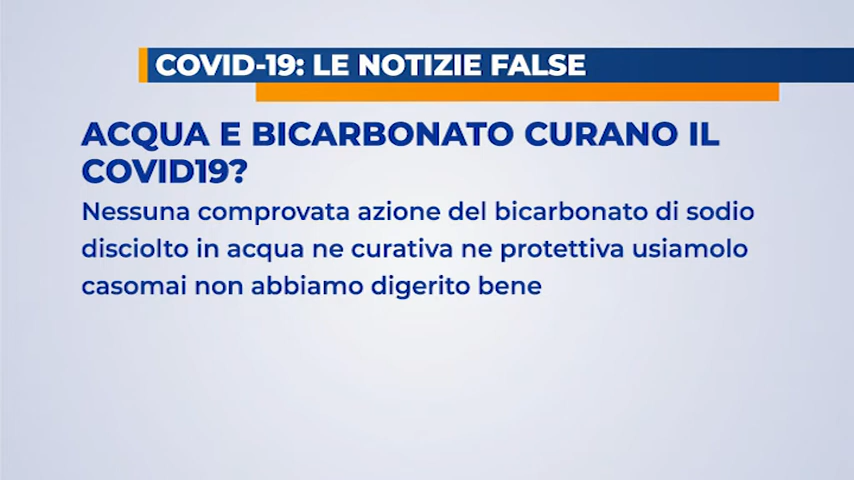 COVID-19: LE NOTIZIE FALSE
ACQUA E BICARBONATO CURANO IL
COVID19?
Nessuna comprovata azione del bicarbonato di sodio
disciolto in acqua ne curativa ne protettiva usiamolo
casomai non abbiamo digerito bene